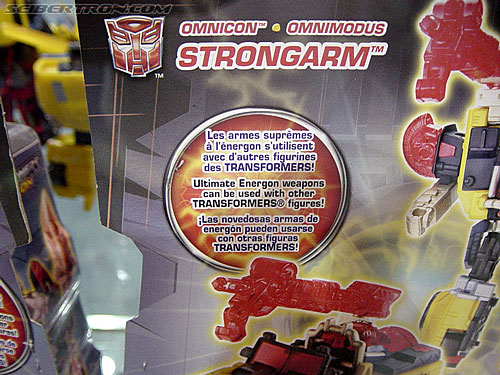 SEIBERTRON.COM
OMNICON™ • OMNIMODUS
STRONGARM™
TM
Les armes suprêmes
à l'énergon s'utilisent
avec d'autres figurines
des TRANSFORMERS!
Ultimate Energon weapons
can be used with other
TRANSFORMERS® figures!
¡Las novedosas armas de
energón pueden usarse
con otras figuras
TRANSFORMERS!